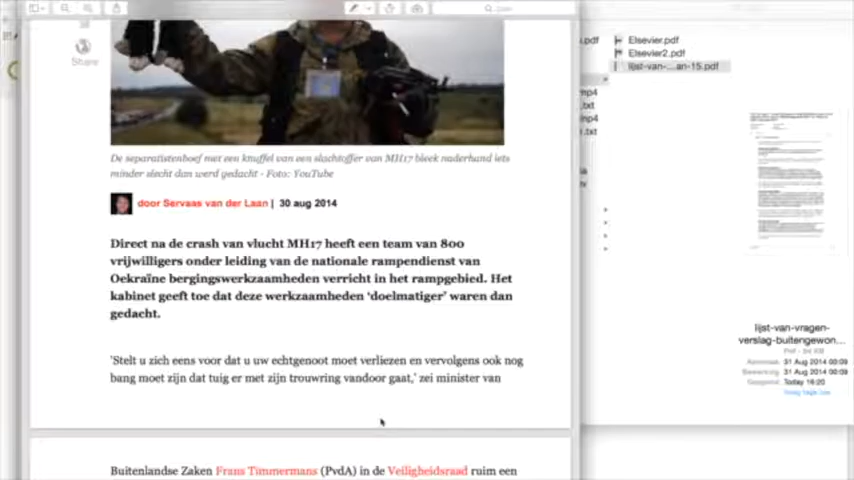 Share
De separatistenboef met een knuffel van een slachtoffer van MH17 bleek naderhand iets
minder slecht dan werd gedacht - Foto: YouTube
door Servaas van der Laan | 30 aug 2014
Direct na de crash van vlucht MH17 heeft een team van 800
vrijwilligers onder leiding van de nationale rampendienst van
Oekraïne bergingswerkzaamheden verricht in het rampgebied. Het
kabinet geeft toe dat deze werkzaamheden ‘doelmatiger’ waren dan
gedacht.
'Stelt u zich eens voor dat u uw echtgenoot moet verliezen en vervolgens ook nog
bang moet zijn dat tuig er met zijn trouwring vandoor gaat,' zei minister van
Buitenlandse Zaken Frans Timmermans (PvdA) in de Veiligheidsraad ruim een
.pdf
mp4
.txt
mp4
.txt
Elsevier.pdf
Elsevier2.pdf
lijst-van-...an-15.pdf
lijst-van-vragen-
verslag-buitengewon...
31 Aug 2014 00:09
31 Aug 2014 00:09
Today 16:20